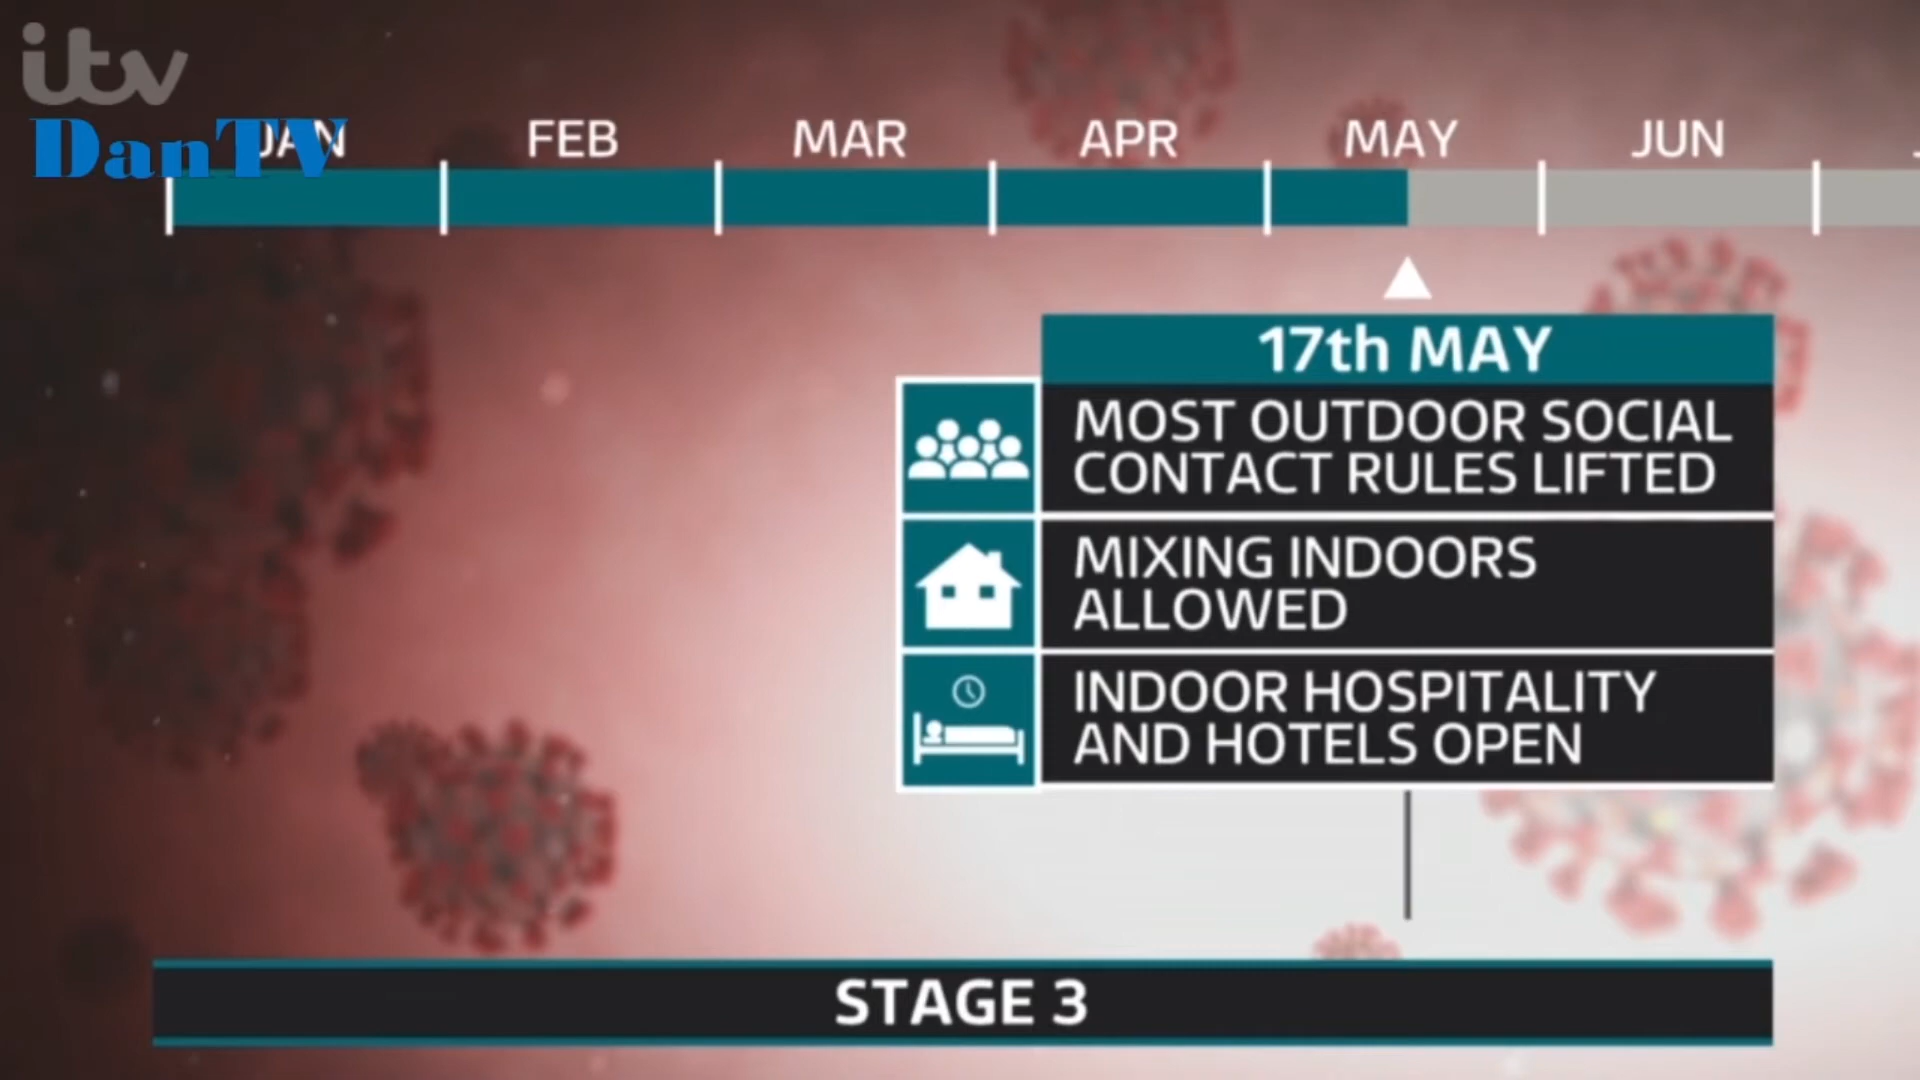 itv
DanTV
JAN FEB MAR APR MAY JUN
17th MAY
MOST OUTDOOR SOCIAL
CONTACT RULES LIFTED
MIXING INDOORS
ALLOWED
INDOOR HOSPITALITY
AND HOTELS OPEN
STAGE 3